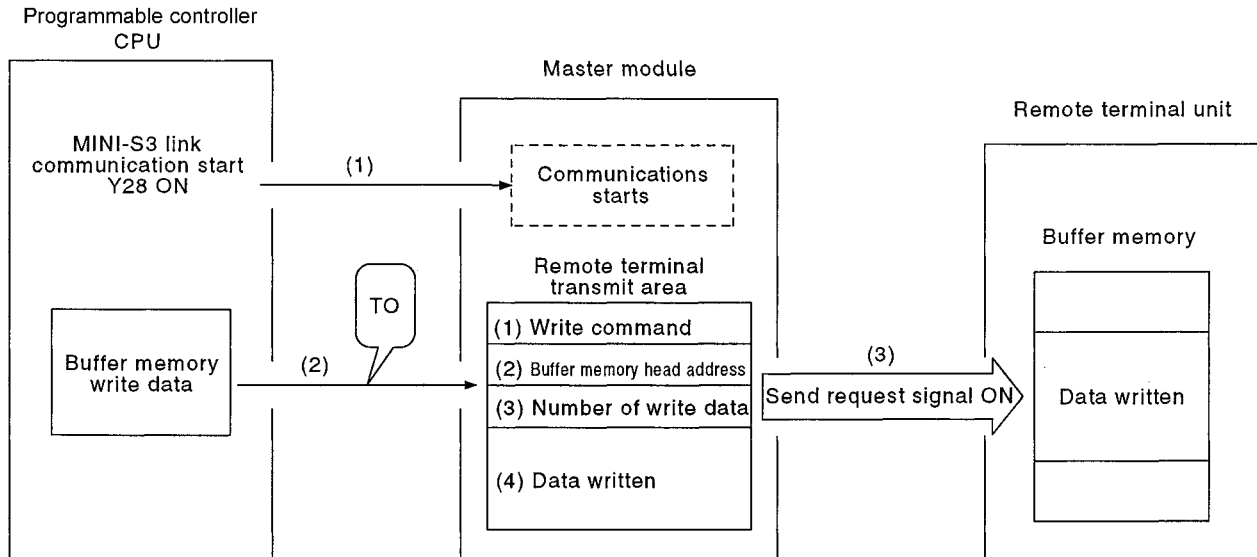 Programmable controller
CPU
Master module
Remote terminal unit
MINI-S3 link
communication start
Y28 ON
(1)
Communications
starts
Buffer memory
write data
(2)
TO
Remote terminal
transmit area
(1) Write command
(2) Buffer memory head address
(3) Number of write data
(4) Data written
(3)
Send request signal ON
Buffer memory
Data written